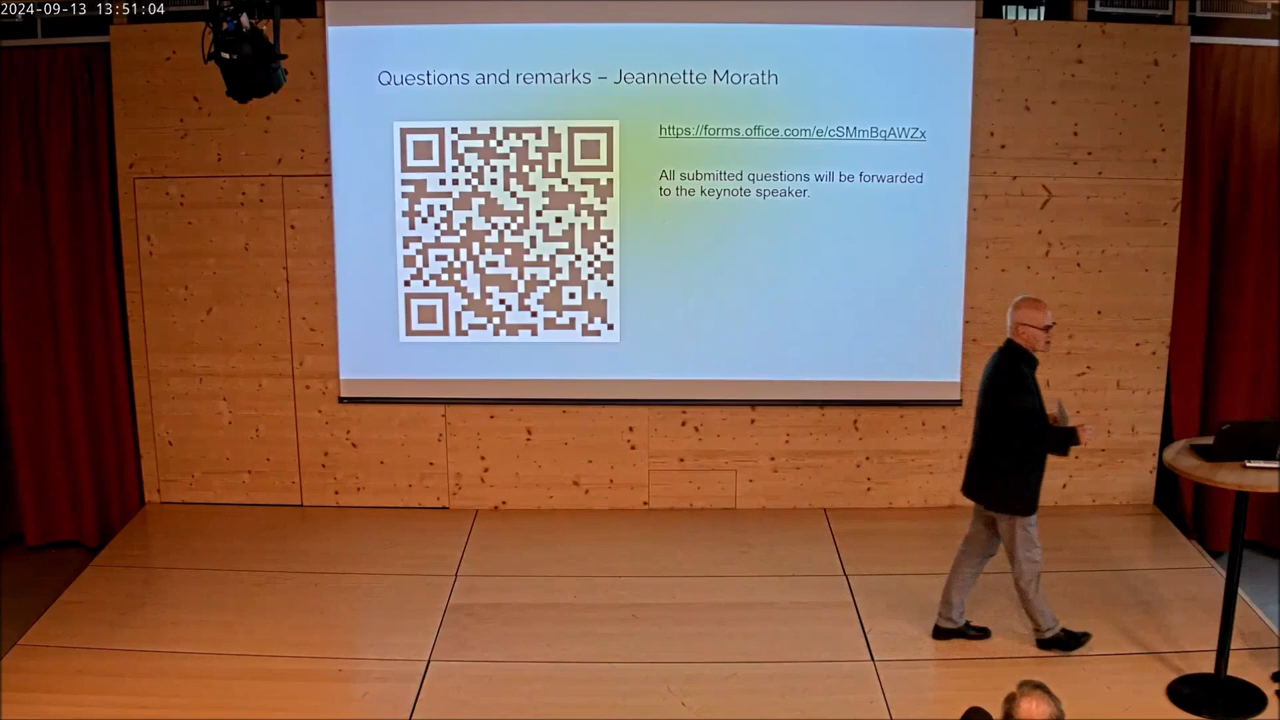 2024-09-13 13:51:04
Questions and remarks – Jeannette Morath
https://forms.office.com/e/cSMmBqAWZx
All submitted questions will be forwarded
to the keynote speaker.